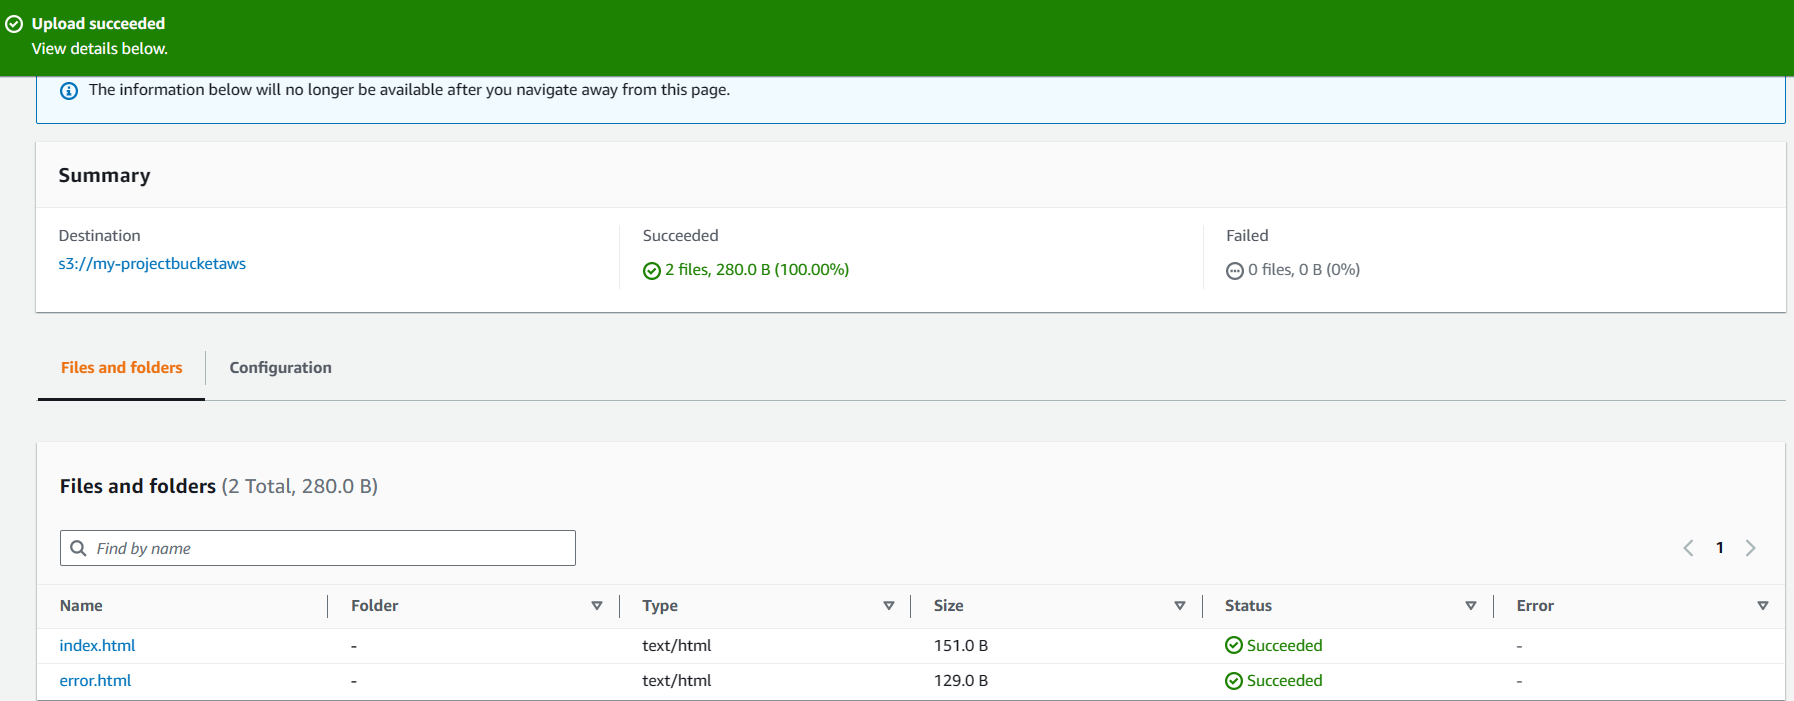 Upload succeeded
View details below.
The information below will no longer be available after you navigate away from this page.
Summary
Destination
s3://my-projectbucketaws
Succeeded
2 files, 280.0 B (100.00%)
Failed
0 files, 0 B (0%)
Files and folders
Configuration
Files and folders (2 Total, 280.0 B)
Find by name
1
Name Folder Type Size Status Error
index.html - text/html 151.0 B Succeeded -
error.html - text/html 129.0 B Succeeded -